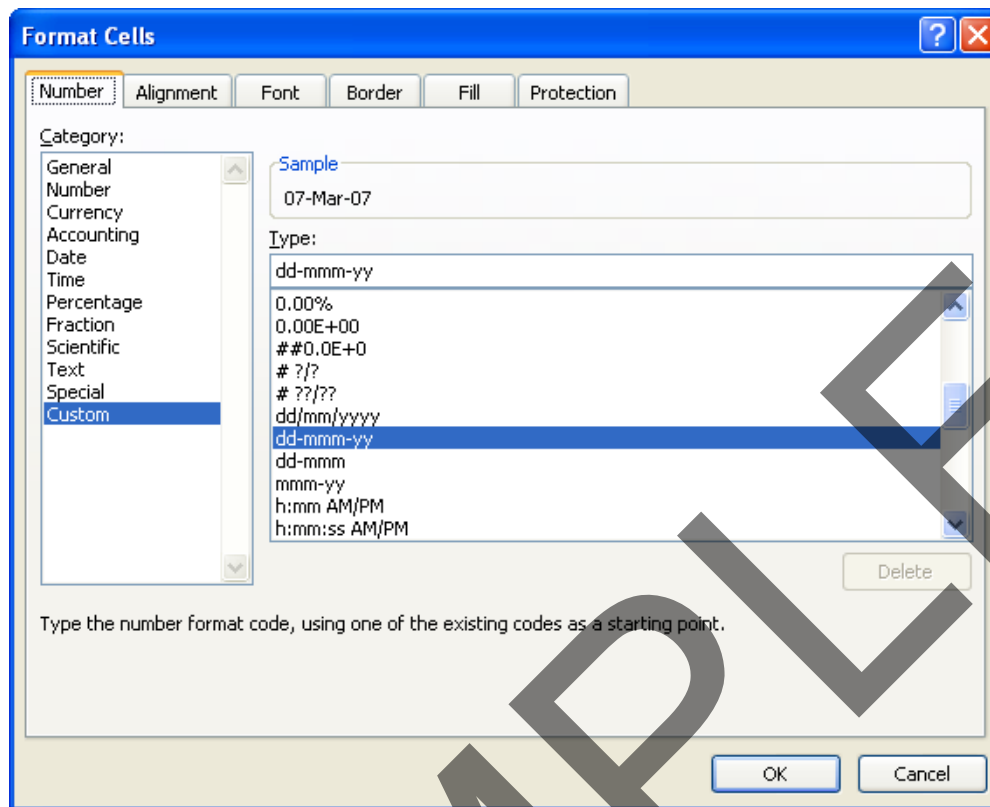 Format Cells
Number Alignment Font Border Fill Protection
Category:
General
Number
Currency
Accounting
Date
Time
Percentage
Fraction
Scientific
Text
Special
Custom
Sample
07-Mar-07
Type:
dd-mmm-yy
0.00%
0.00E+00
##0.0E+0
# ?/?
# ??/??
dd/mm/yyyy
dd-mmm-yy
dd-mmm
mmm-yy
h:mm AM/PM
h:mm:ss AM/PM
Delete
Type the number format code, using one of the existing codes as a starting point.
OK Cancel
MPLE